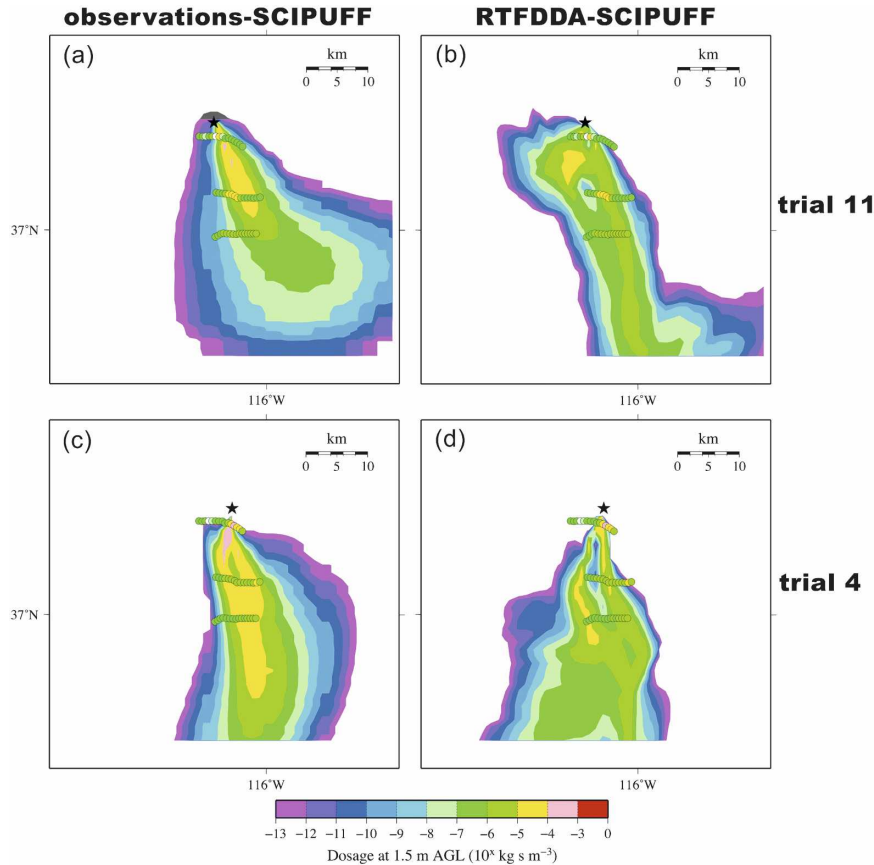 observations-SCIPUFF RTFDDA-SCIPUFF
(a) km 0 5 10
(b) km 0 5 10
trial 11
37°N
116°W 116°W
(c) km 0 5 10
(d) km 0 5 10
trial 4
37°N
116°W 116°W
−13 −12 −11 −10 −9 −8 −7 −6 −5 −4 −3 0
Dosage at 1.5 m AGL (10ˣ kg s m⁻³)